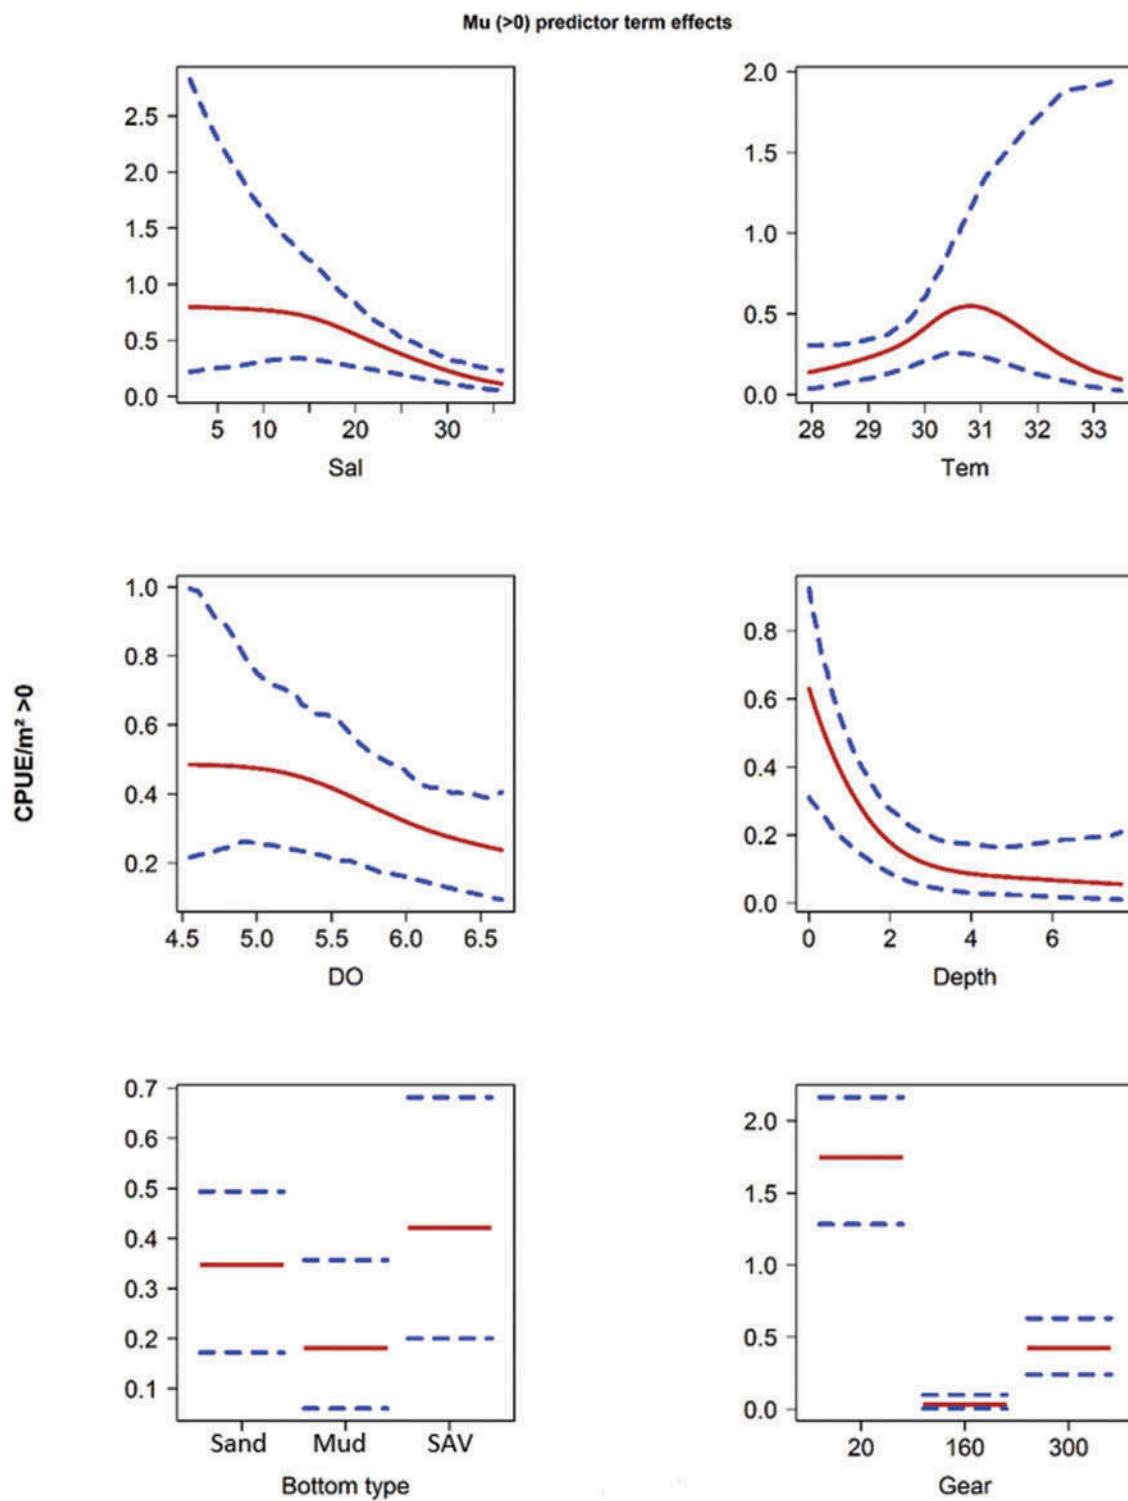 Mu (>0) predictor term effects
CPUE/m² >0
2.5
2.0
1.5
1.0
0.5
0.0
5 10 20 30
Sal
2.0
1.5
1.0
0.5
0.0
28 29 30 31 32 33
Tem
1.0
0.8
0.6
0.4
0.2
4.5 5.0 5.5 6.0 6.5
DO
0.8
0.6
0.4
0.2
0.0
0 2 4 6
Depth
0.7
0.6
0.5
0.4
0.3
0.2
0.1
Sand Mud SAV
Bottom type
2.0
1.5
1.0
0.5
0.0
20 160 300
Gear